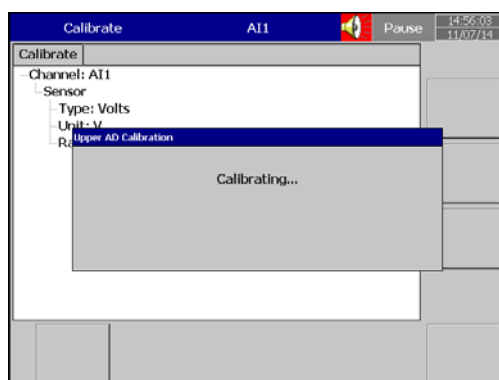 Calibrate AI1 Pause 14:56:03
11/07/14
Calibrate
Channel: AI1
Sensor
Type: Volts
Unit: V
Upper AD Calibration
Calibrating...